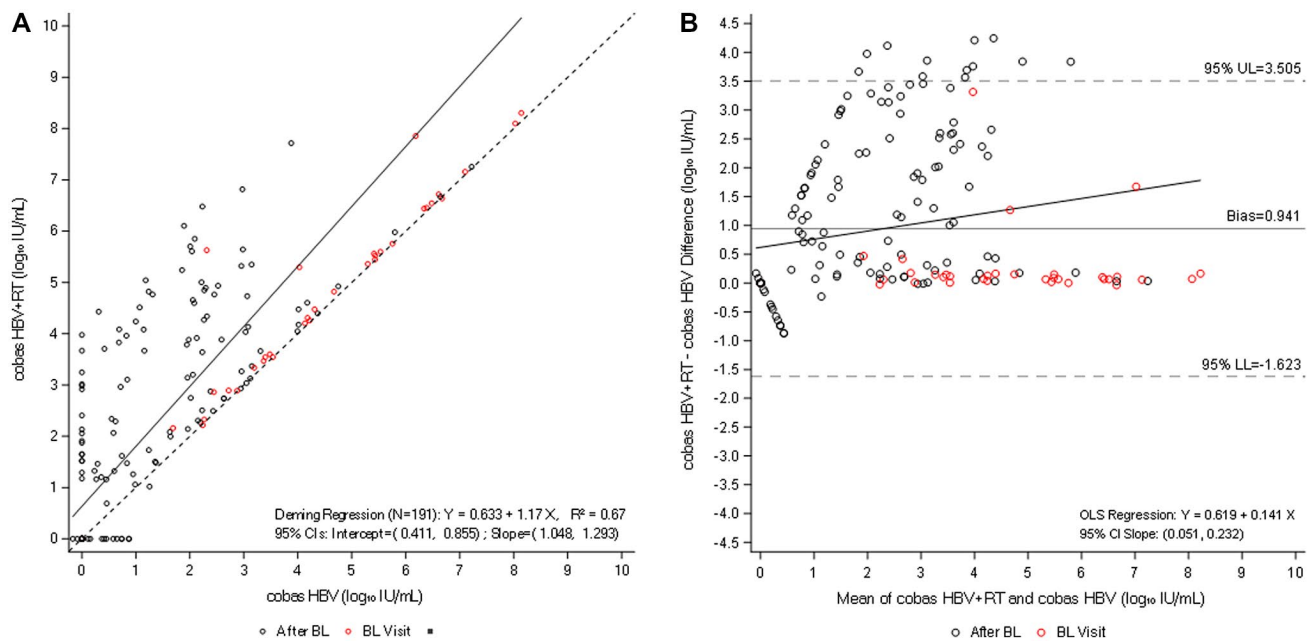 A
10
9
8
7
6
5
4
3
2
1
0
cobas HBV+RT (log₁₀ IU/mL)
Deming Regression (N=191): Y = 0.633 + 1.17 X, R² = 0.67
95% CIs: Intercept=( 0.411, 0.855) ; Slope=( 1.048, 1.293)
0 1 2 3 4 5 6 7 8 9 10
cobas HBV (log₁₀ IU/mL)
After BL BL Visit
B
4.5
4.0
3.5
3.0
2.5
2.0
1.5
1.0
0.5
0.0
-0.5
-1.0
-1.5
-2.0
-2.5
-3.0
-3.5
-4.0
-4.5
cobas HBV+RT - cobas HBV Difference (log₁₀ IU/mL)
95% UL=3.505
Bias=0.941
95% LL=-1.623
OLS Regression: Y = 0.619 + 0.141 X
95% CI Slope: (0.051, 0.232)
0 1 2 3 4 5 6 7 8 9 10
Mean of cobas HBV+RT and cobas HBV (log₁₀ IU/mL)
After BL BL Visit